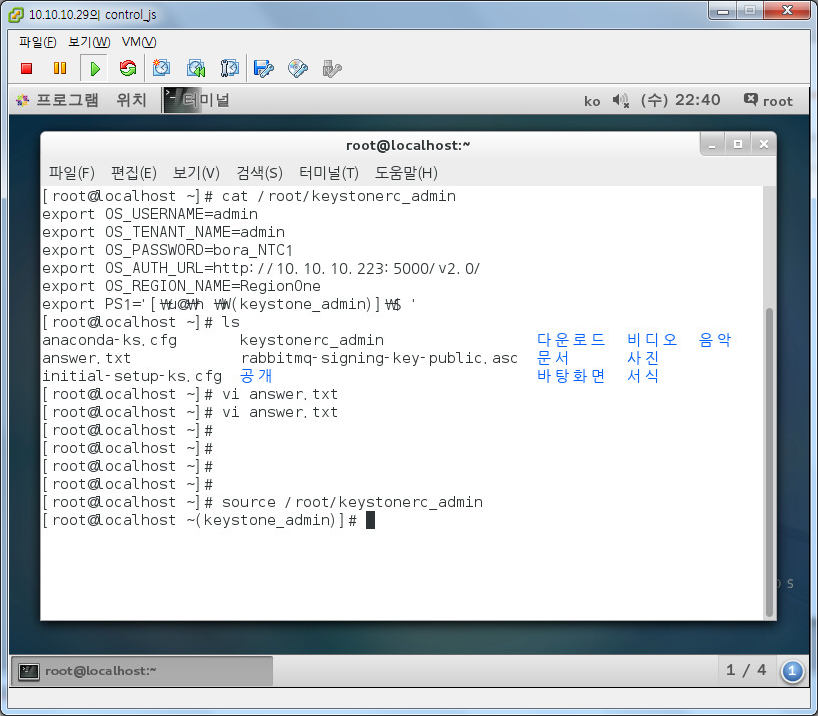 10.10.10.29의 control_js
파일(F) 보기(W) VM(V)
프로그램 위치 터미널 ko (수) 22:40 root
root@localhost:~
파일(F) 편집(E) 보기(V) 검색(S) 터미널(T) 도움말(H)
[root@localhost ~]# cat /root/keystonerc_admin
export OS_USERNAME=admin
export OS_TENANT_NAME=admin
export OS_PASSWORD=bora_NTC1
export OS_AUTH_URL=http://10.10.10.223:5000/v2.0/
export OS_REGION_NAME=RegionOne
export PS1='[₩u@₩h ₩W(keystone_admin)]₩$ '
[root@localhost ~]# ls
anaconda-ks.cfg keystonerc_admin 다운로드 비디오 음악
answer.txt rabbitmq-signing-key-public.asc 문서 사진
initial-setup-ks.cfg 공개 바탕화면 서식
[root@localhost ~]# vi answer.txt
[root@localhost ~]# vi answer.txt
[root@localhost ~]#
[root@localhost ~]#
[root@localhost ~]#
[root@localhost ~]#
[root@localhost ~]# source /root/keystonerc_admin
[root@localhost ~(keystone_admin)]#
OS
root@localhost:~ 1 / 4 1